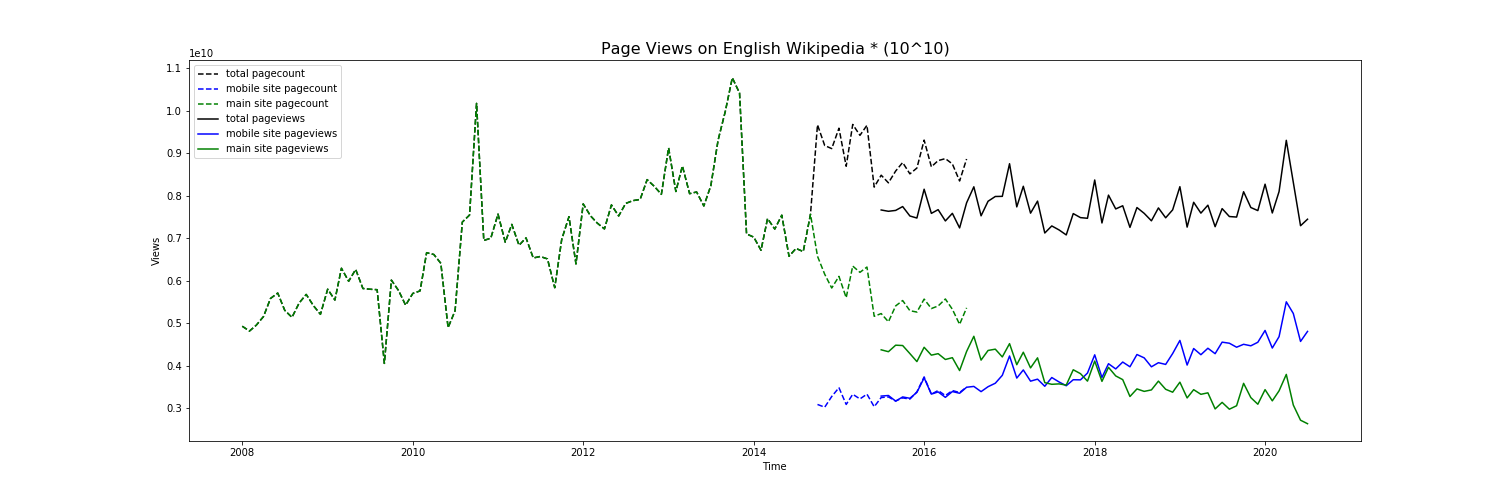 Page Views on English Wikipedia * (10^10)
1e10
1.1
1.0
0.9
0.8
0.7
0.6
0.5
0.4
0.3
Views
total pagecount
mobile site pagecount
main site pagecount
total pageviews
mobile site pageviews
main site pageviews
2008 2010 2012 2014 2016 2018 2020
Time